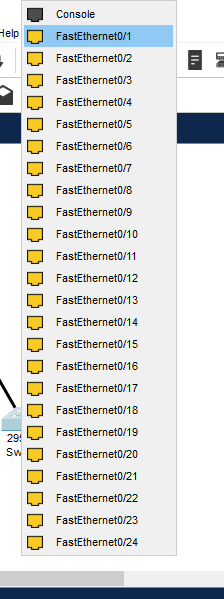 Console
Help
FastEthernet0/1
FastEthernet0/2
FastEthernet0/3
FastEthernet0/4
FastEthernet0/5
FastEthernet0/6
FastEthernet0/7
FastEthernet0/8
FastEthernet0/9
FastEthernet0/10
FastEthernet0/11
FastEthernet0/12
FastEthernet0/13
FastEthernet0/14
FastEthernet0/15
FastEthernet0/16
FastEthernet0/17
FastEthernet0/18
FastEthernet0/19
295
Sw
FastEthernet0/20
FastEthernet0/21
FastEthernet0/22
FastEthernet0/23
FastEthernet0/24